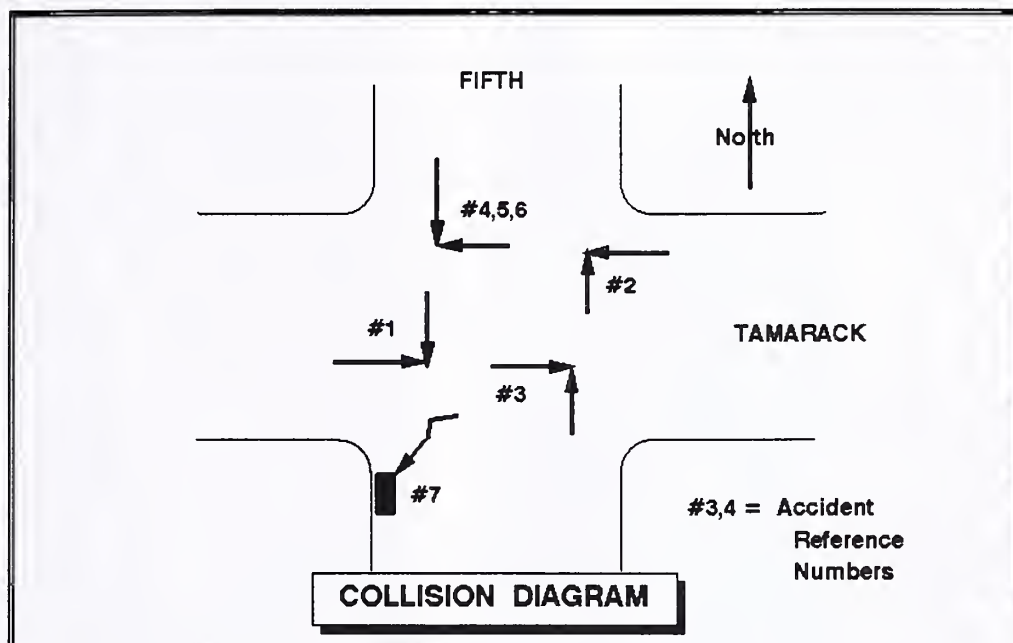 FIFTH
North
#4,5,6
#2
#1
TAMARACK
#3
#7
#3,4 = Accident
Reference
Numbers
COLLISION DIAGRAM